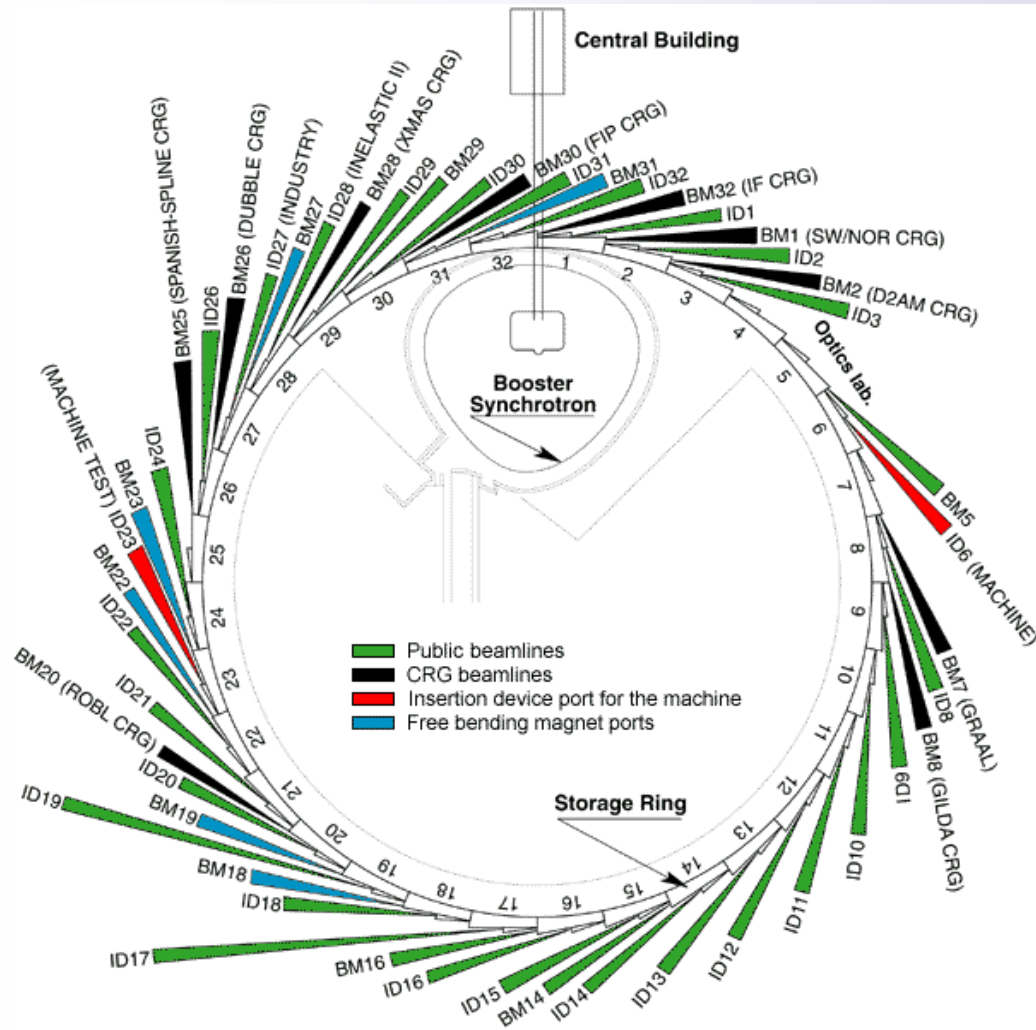 Central Building
BM30 (FIP CRG)
ID31
BM31
ID32
BM32 (IF CRG)
ID1
BM1 (SW/NOR CRG)
ID2
BM2 (D2AM CRG)
ID3
Optics lab.
BM5
ID6 (MACHINE)
BM7 (GRAAL)
ID8
BM8 (GILDA CRG)
ID9
ID10
ID11
ID12
ID13
ID14
BM14
ID15
ID16
BM16
ID17
ID18
BM18
ID19
BM19
ID20
BM20 (ROBL CRG)
ID21
ID22
BM22
(MACHINE TEST) ID23
BM23
ID24
BM25 (SPANISH-SPLINE CRG)
ID26
BM26 (DUBBLE CRG)
ID27 (INDUSTRY)
BM27
ID28 (INELASTIC II)
BM28 (XMAS CRG)
ID29
BM29
ID30
1
2
3
4
5
6
7
8
9
10
11
12
13
14
15
16
17
18
19
20
21
22
23
24
25
26
27
28
29
30
31
32
Booster
Synchrotron
Public beamlines
CRG beamlines
Insertion device port for the machine
Free bending magnet ports
Storage Ring